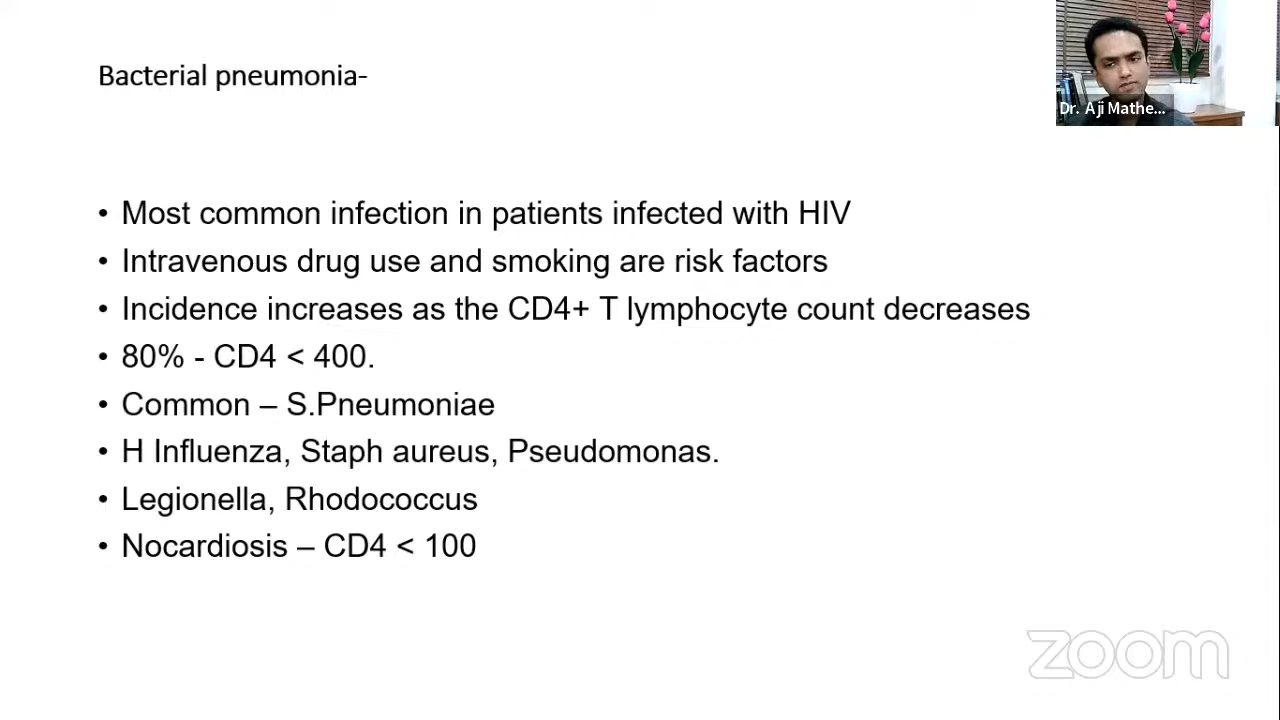 Bacterial pneumonia-
Dr. Aji Mathe...
• Most common infection in patients infected with HIV
• Intravenous drug use and smoking are risk factors
• Incidence increases as the CD4+ T lymphocyte count decreases
• 80% - CD4 < 400.
• Common – S.Pneumoniae
• H Influenza, Staph aureus, Pseudomonas.
• Legionella, Rhodococcus
• Nocardiosis – CD4 < 100
zoom